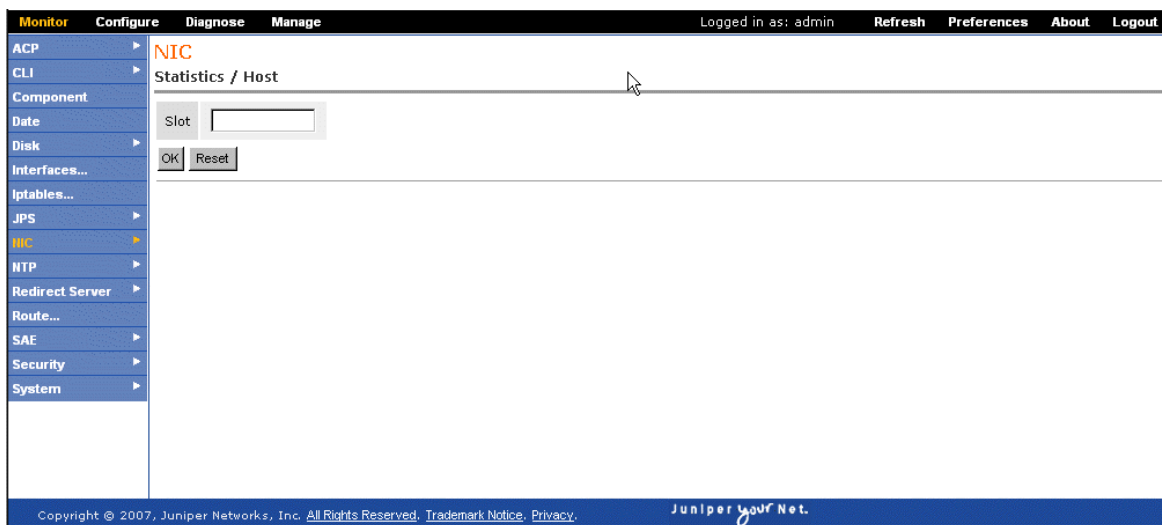 Monitor Configure Diagnose Manage Logged in as: admin Refresh Preferences About Logout
ACP
CLI
Component
Date
Disk
Interfaces...
Iptables...
JPS
NIC
NTP
Redirect Server
Route...
SAE
Security
System
NIC
Statistics / Host
Slot
OK Reset
Copyright © 2007, Juniper Networks, Inc. All Rights Reserved. Trademark Notice. Privacy.
Juniper your Net.